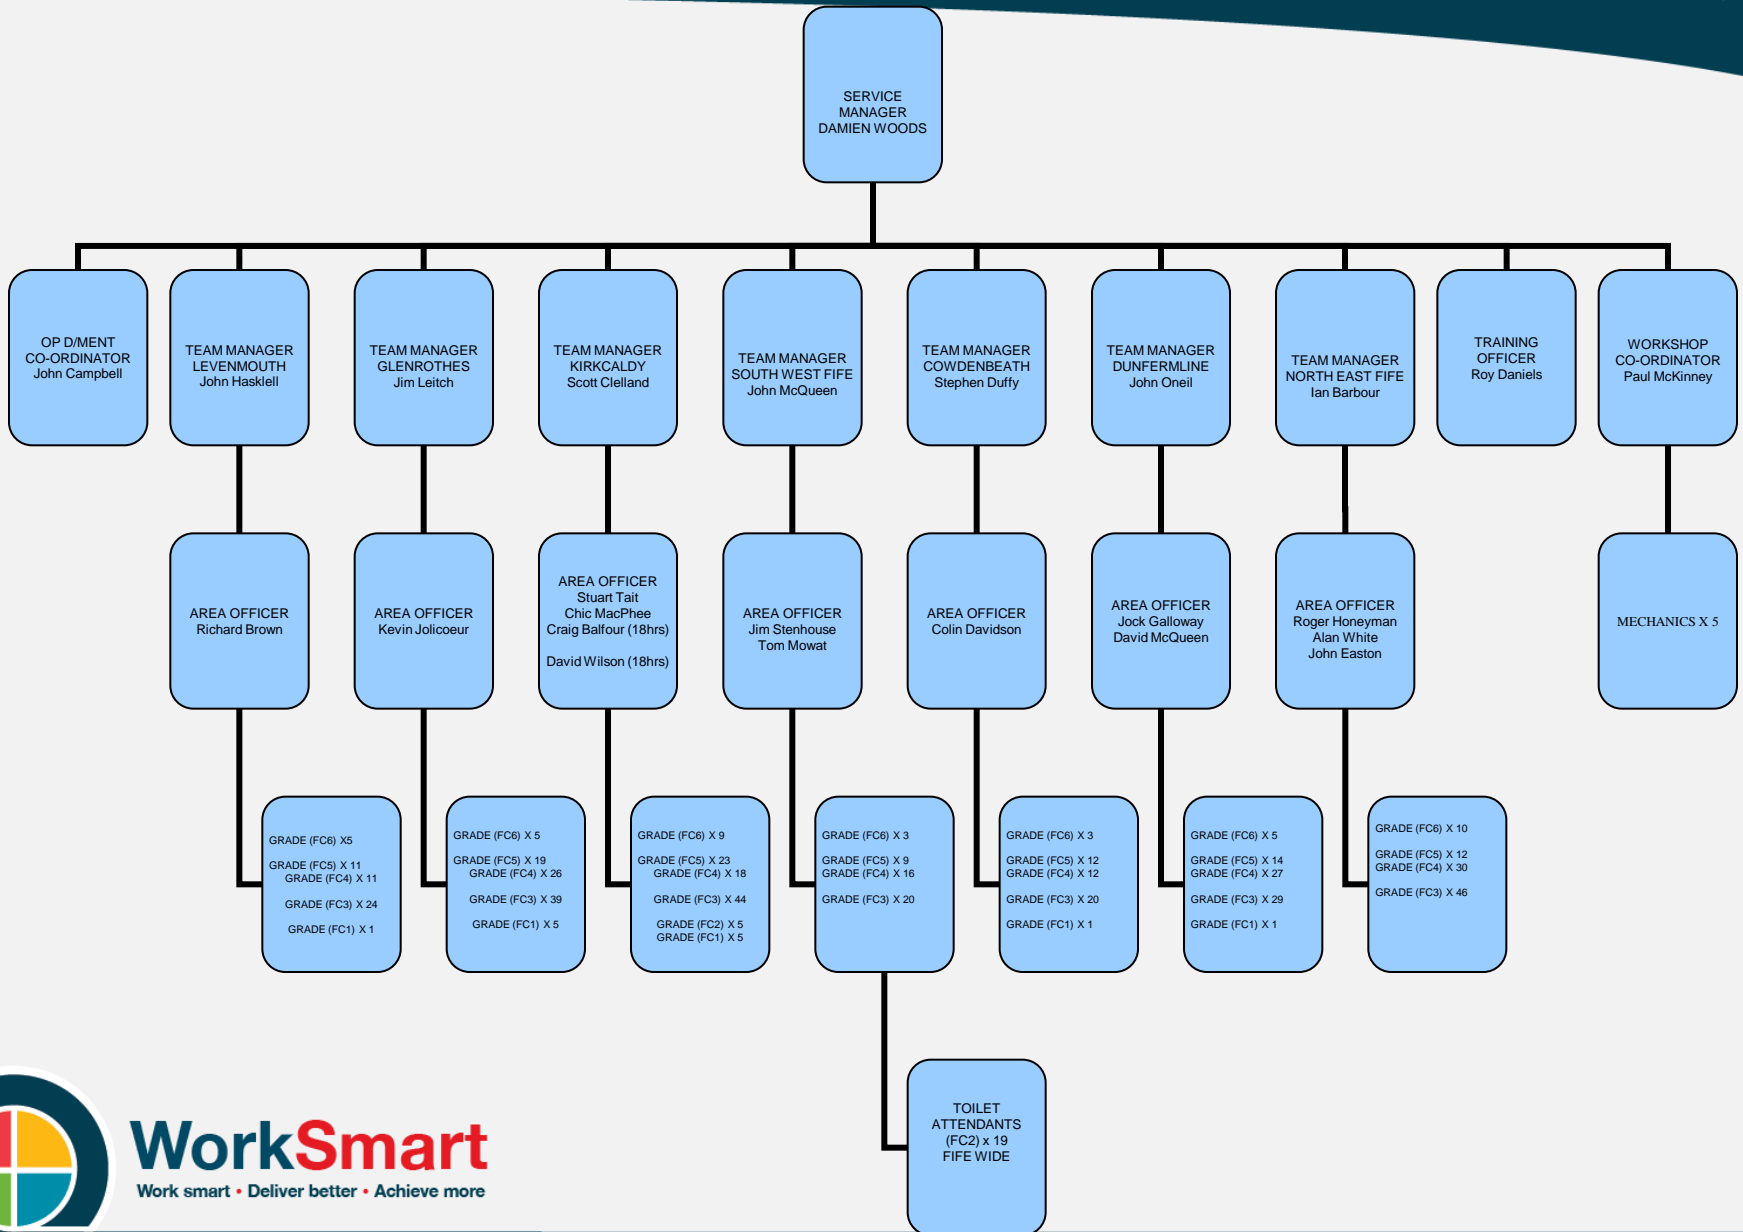 SERVICE
MANAGER
DAMIEN WOODS
OP D/MENT
CO-ORDINATOR
John Campbell
TEAM MANAGER
LEVENMOUTH
John Hasklell
TEAM MANAGER
GLENROTHES
Jim Leitch
TEAM MANAGER
KIRKCALDY
Scott Clelland
TEAM MANAGER
SOUTH WEST FIFE
John McQueen
TEAM MANAGER
COWDENBEATH
Stephen Duffy
TEAM MANAGER
DUNFERMLINE
John Oneil
TEAM MANAGER
NORTH EAST FIFE
Ian Barbour
TRAINING
OFFICER
Roy Daniels
WORKSHOP
CO-ORDINATOR
Paul McKinney
AREA OFFICER
Richard Brown
AREA OFFICER
Kevin Jolicoeur
AREA OFFICER
Stuart Tait
Chic MacPhee
Craig Balfour (18hrs)
David Wilson (18hrs)
AREA OFFICER
Jim Stenhouse
Tom Mowat
AREA OFFICER
Colin Davidson
AREA OFFICER
Jock Galloway
David McQueen
AREA OFFICER
Roger Honeyman
Alan White
John Easton
MECHANICS X 5
GRADE (FC6) X5
GRADE (FC5) X 11
GRADE (FC4) X 11
GRADE (FC3) X 24
GRADE (FC1) X 1
GRADE (FC6) X 5
GRADE (FC5) X 19
GRADE (FC4) X 26
GRADE (FC3) X 39
GRADE (FC1) X 5
GRADE (FC6) X 9
GRADE (FC5) X 23
GRADE (FC4) X 18
GRADE (FC3) X 44
GRADE (FC2) X 5
GRADE (FC1) X 5
GRADE (FC6) X 3
GRADE (FC5) X 9
GRADE (FC4) X 16
GRADE (FC3) X 20
GRADE (FC6) X 3
GRADE (FC5) X 12
GRADE (FC4) X 12
GRADE (FC3) X 20
GRADE (FC1) X 1
GRADE (FC6) X 5
GRADE (FC5) X 14
GRADE (FC4) X 27
GRADE (FC3) X 29
GRADE (FC1) X 1
GRADE (FC6) X 10
GRADE (FC5) X 12
GRADE (FC4) X 30
GRADE (FC3) X 46
TOILET
ATTENDANTS
(FC2) x 19
FIFE WIDE
WorkSmart
Work smart • Deliver better • Achieve more